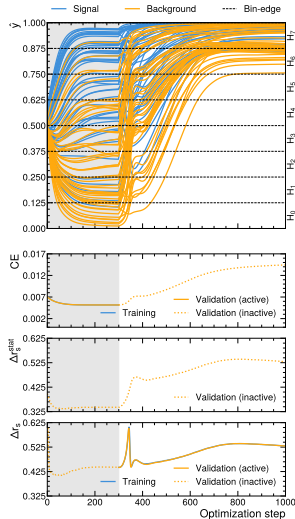 Signal Background Bin-edge
ŷ
1.000
0.875
0.750
0.625
0.500
0.375
0.250
0.125
0.000
H₇
H₆
H₅
H₄
H₃
H₂
H₁
H₀
CE
0.017
0.012
0.007
0.002
Validation (active)
Training Validation (inactive)
Δr_s^stat
0.625
0.525
0.425
0.325
Validation (inactive)
Δr_s
0.625
0.525
0.425
0.325
Validation (active)
Training Validation (inactive)
0 200 400 600 800 1000
Optimization step